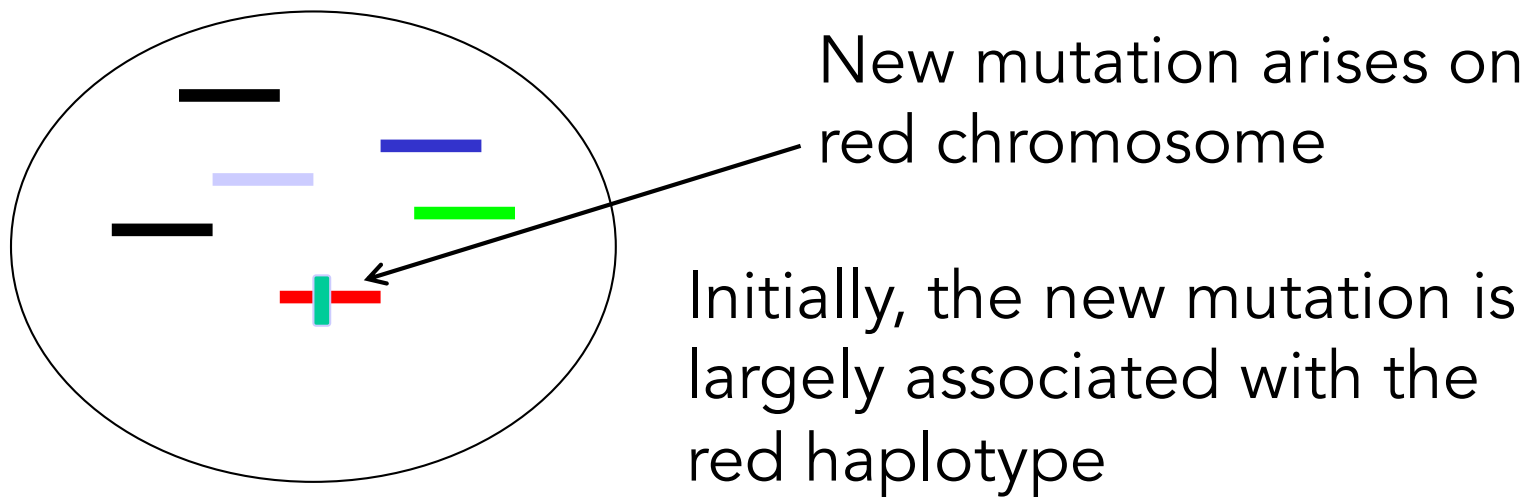 New mutation arises on
red chromosome
Initially, the new mutation is
largely associated with the
red haplotype